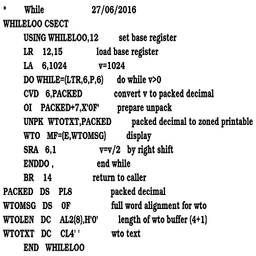 * While 27/06/2016
WHILELOO CSECT
USING WHILELOO,12 set base register
LR 12,15 load base register
LA 6,1024 v=1024
DO WHILE=(LTR,6,P,6) do while v>0
CVD 6,PACKED convert v to packed decimal
OI PACKED+7,X'0F' prepare unpack
UNPK WTOTXT,PACKED packed decimal to zoned printable
WTO MF=(E,WTOMSG) display
SRA 6,1 v=v/2 by right shift
ENDDO , end while
BR 14 return to caller
PACKED DS PL8 packed decimal
WTOMSG DS 0F full word alignment for wto
WTOLEN DC AL2(8),H'0' length of wto buffer (4+1)
WTOTXT DC CL4' ' wto text
END WHILELOO